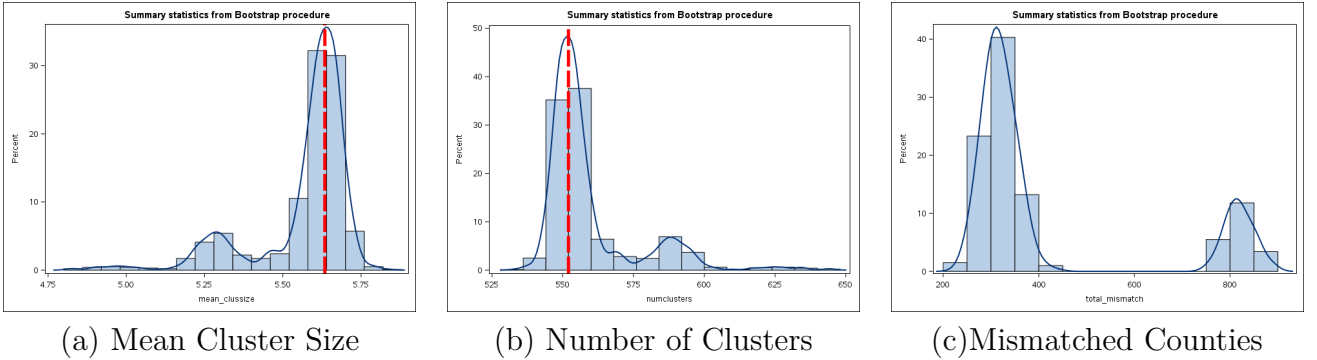 Summary statistics from Bootstrap procedure
Percent
30
20
10
0
4.75 5.00 5.25 5.50 5.75
mean_clussize
(a) Mean Cluster Size
Summary statistics from Bootstrap procedure
Percent
50
40
30
20
10
0
525 550 575 600 625 650
numclusters
(b) Number of Clusters
Summary statistics from Bootstrap procedure
Percent
40
30
20
10
0
200 400 600 800
total_mismatch
(c)Mismatched Counties